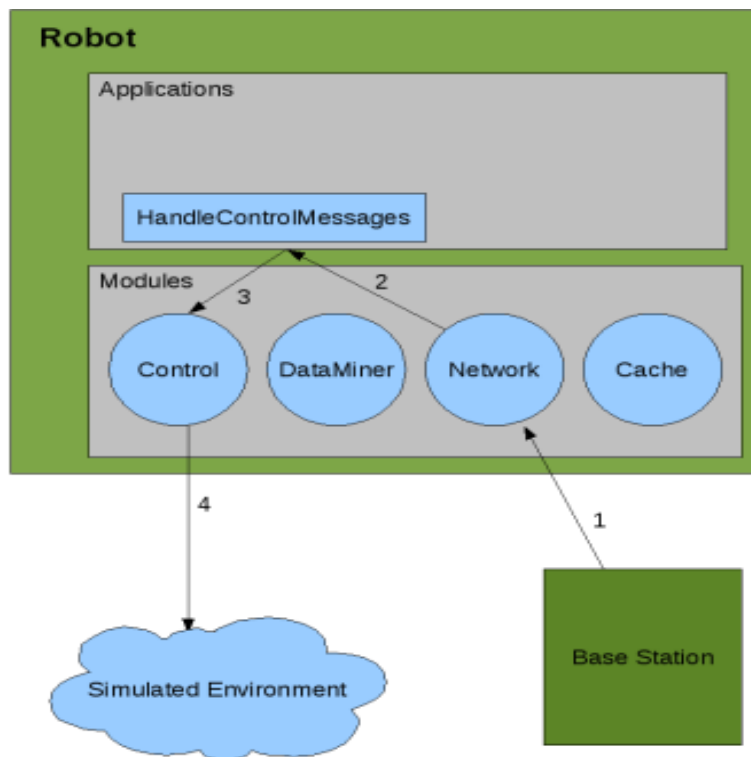 Robot
Applications
HandleControlMessages
Modules
3
2
Control
DataMiner
Network
Cache
4
1
Base Station
Simulated Environment